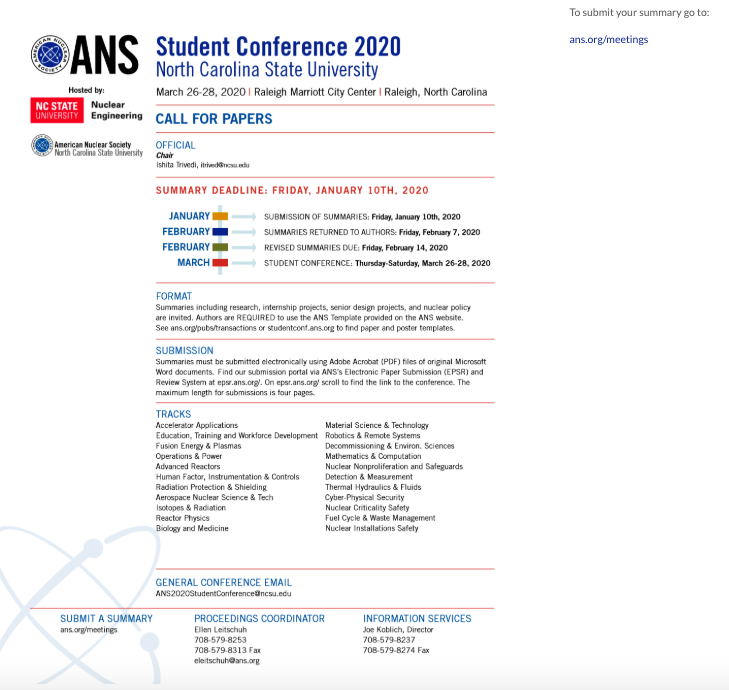 To submit your summary go to:
ans.org/meetings
AMERICAN NUCLEAR SOCIETY
ANS
Student Conference 2020
North Carolina State University
March 26-28, 2020 | Raleigh Marriott City Center | Raleigh, North Carolina
Hosted by:
NC STATE
UNIVERSITY
Nuclear
Engineering
American Nuclear Society
North Carolina State University
CALL FOR PAPERS
OFFICIAL
Chair
Ishita Trivedi, itrived@ncsu.edu
SUMMARY DEADLINE: FRIDAY, JANUARY 10TH, 2020
JANUARY SUBMISSION OF SUMMARIES: Friday, January 10th, 2020
FEBRUARY SUMMARIES RETURNED TO AUTHORS: Friday, February 7, 2020
FEBRUARY REVISED SUMMARIES DUE: Friday, February 14, 2020
MARCH STUDENT CONFERENCE: Thursday-Saturday, March 26-28, 2020
FORMAT
Summaries including research, internship projects, senior design projects, and nuclear policy
are invited. Authors are REQUIRED to use the ANS Template provided on the ANS website.
See ans.org/pubs/transactions or studentconf.ans.org to find paper and poster templates.
SUBMISSION
Summaries must be submitted electronically using Adobe Acrobat (PDF) files of original Microsoft
Word documents. Find our submission portal via ANS's Electronic Paper Submission (EPSR) and
Review System at epsr.ans.org/. On epsr.ans.org/ scroll to find the link to the conference. The
maximum length for submissions is four pages.
TRACKS
Accelerator Applications
Education, Training and Workforce Development
Fusion Energy & Plasmas
Operations & Power
Advanced Reactors
Human Factor, Instrumentation & Controls
Radiation Protection & Shielding
Aerospace Nuclear Science & Tech
Isotopes & Radiation
Reactor Physics
Biology and Medicine
Material Science & Technology
Robotics & Remote Systems
Decommissioning & Environ. Sciences
Mathematics & Computation
Nuclear Nonproliferation and Safeguards
Detection & Measurement
Thermal Hydraulics & Fluids
Cyber-Physical Security
Nuclear Criticality Safety
Fuel Cycle & Waste Management
Nuclear Installations Safety
GENERAL CONFERENCE EMAIL
ANS2020StudentConference@ncsu.edu
SUBMIT A SUMMARY
ans.org/meetings
PROCEEDINGS COORDINATOR
Ellen Leitschuh
708-579-8253
708-579-8313 Fax
eleitschuh@ans.org
INFORMATION SERVICES
Joe Koblich, Director
708-579-8237
708-579-8274 Fax